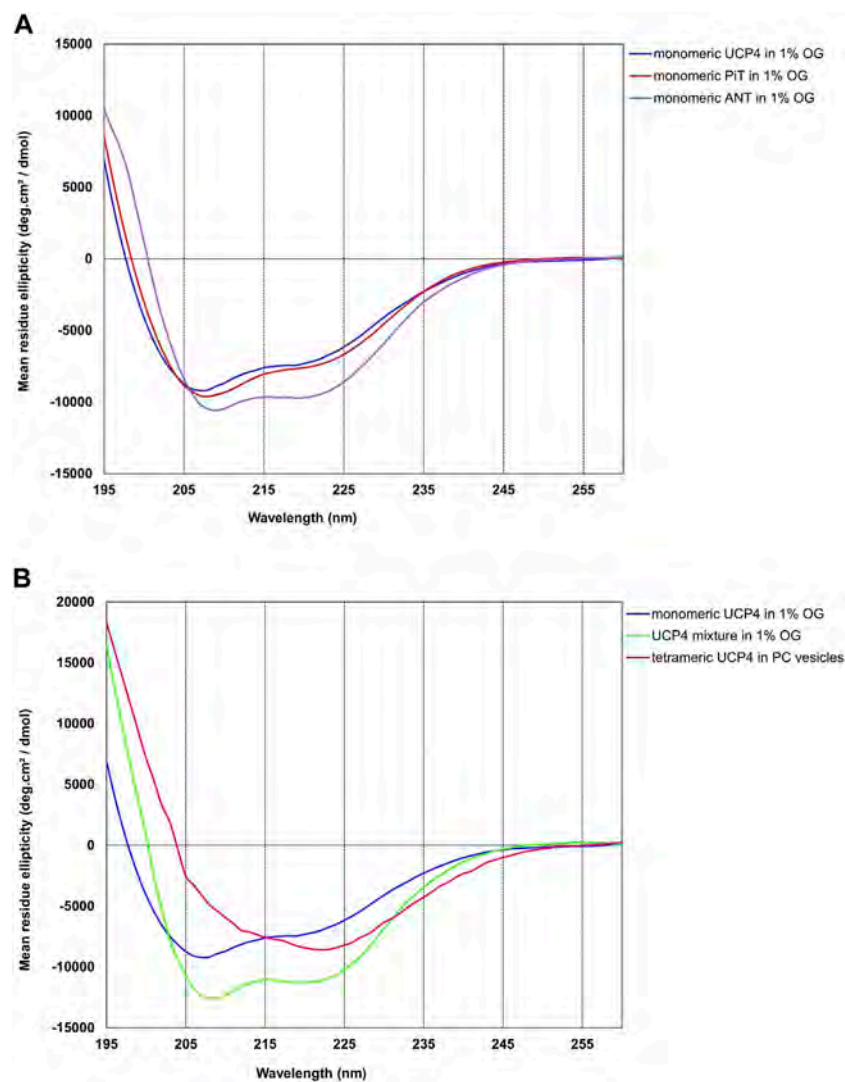 A
15000
10000
5000
0
-5000
-10000
-15000
195 205 215 225 235 245 255
Mean residue ellipticity (deg.cm² / dmol)
Wavelength (nm)
monomeric UCP4 in 1% OG
monomeric PiT in 1% OG
monomeric ANT in 1% OG
B
20000
15000
10000
5000
0
-5000
-10000
-15000
195 205 215 225 235 245 255
Mean residue ellipticity (deg.cm² / dmol)
Wavelength (nm)
monomeric UCP4 in 1% OG
UCP4 mixture in 1% OG
tetrameric UCP4 in PC vesicles